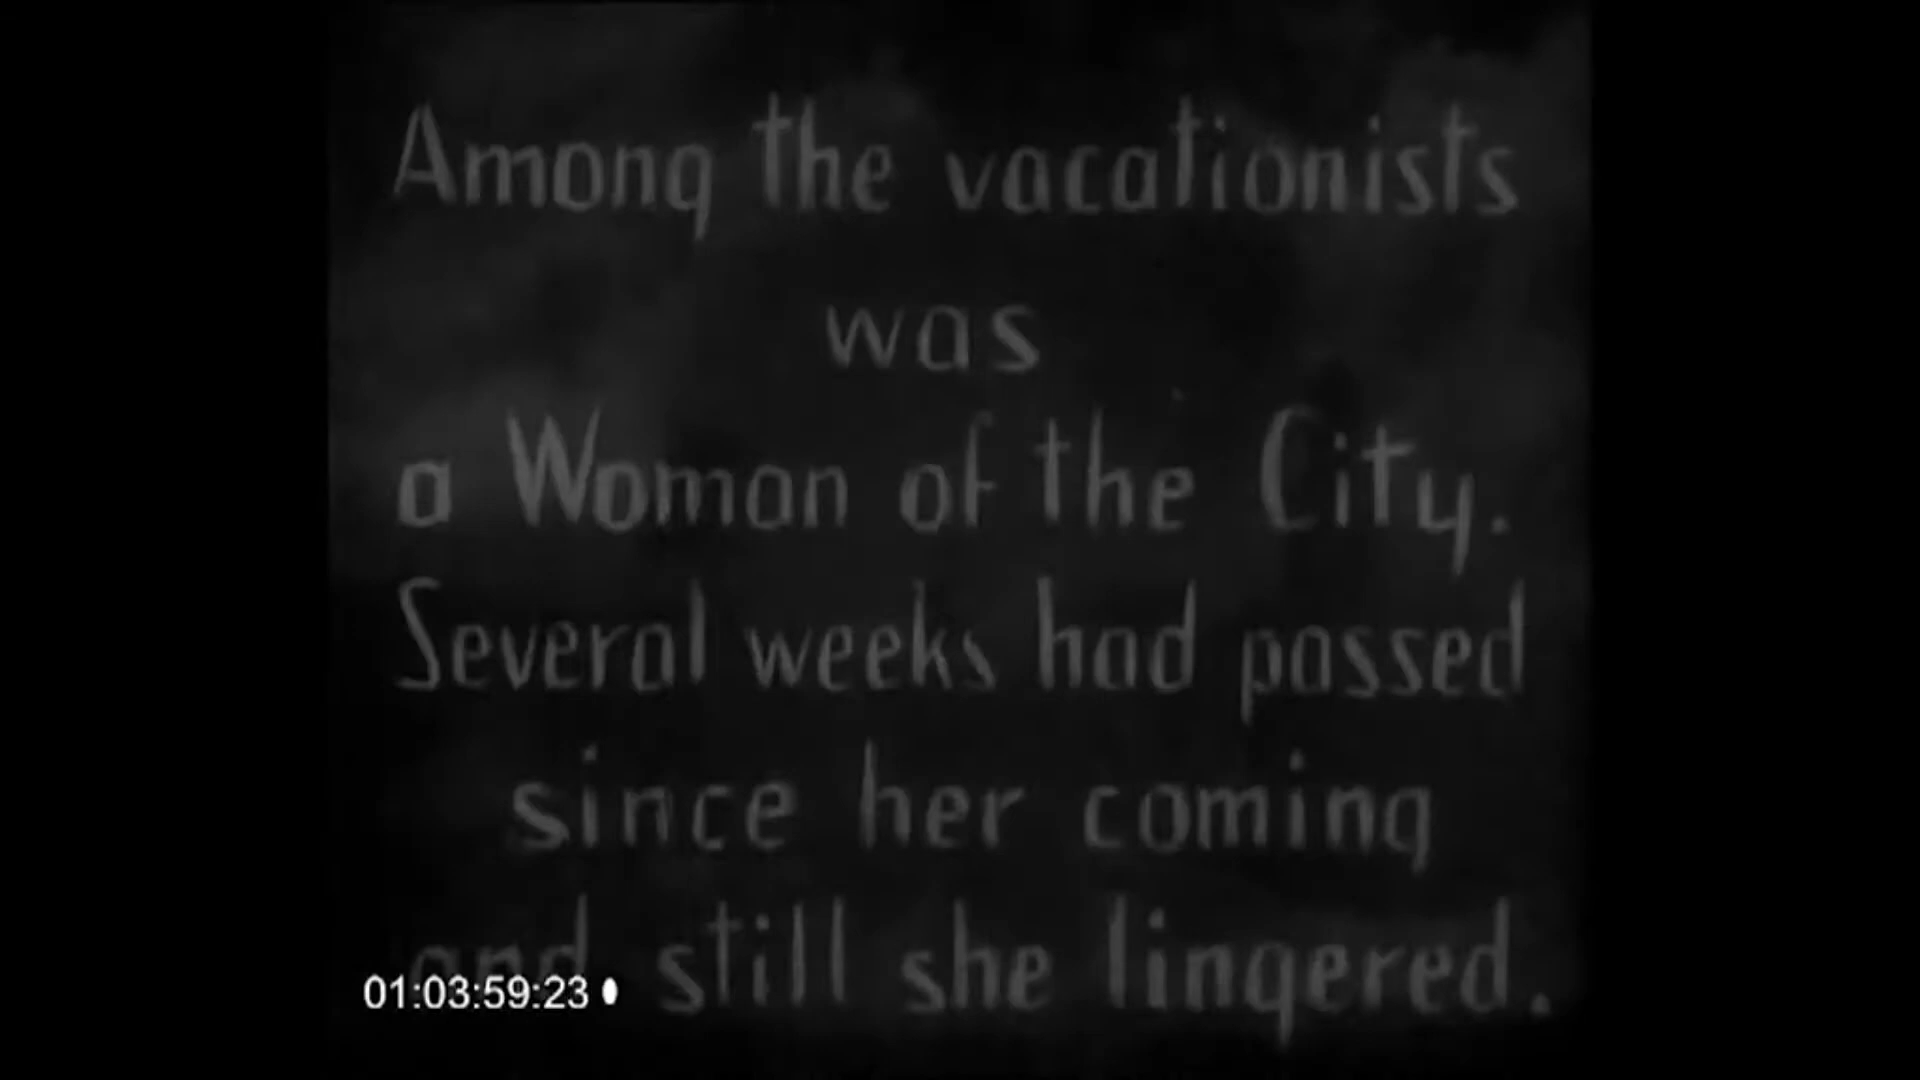 Among the vacationists
was
a Woman of the City.
Several weeks had passed
since her coming
and still she lingered.
01:03:59:23